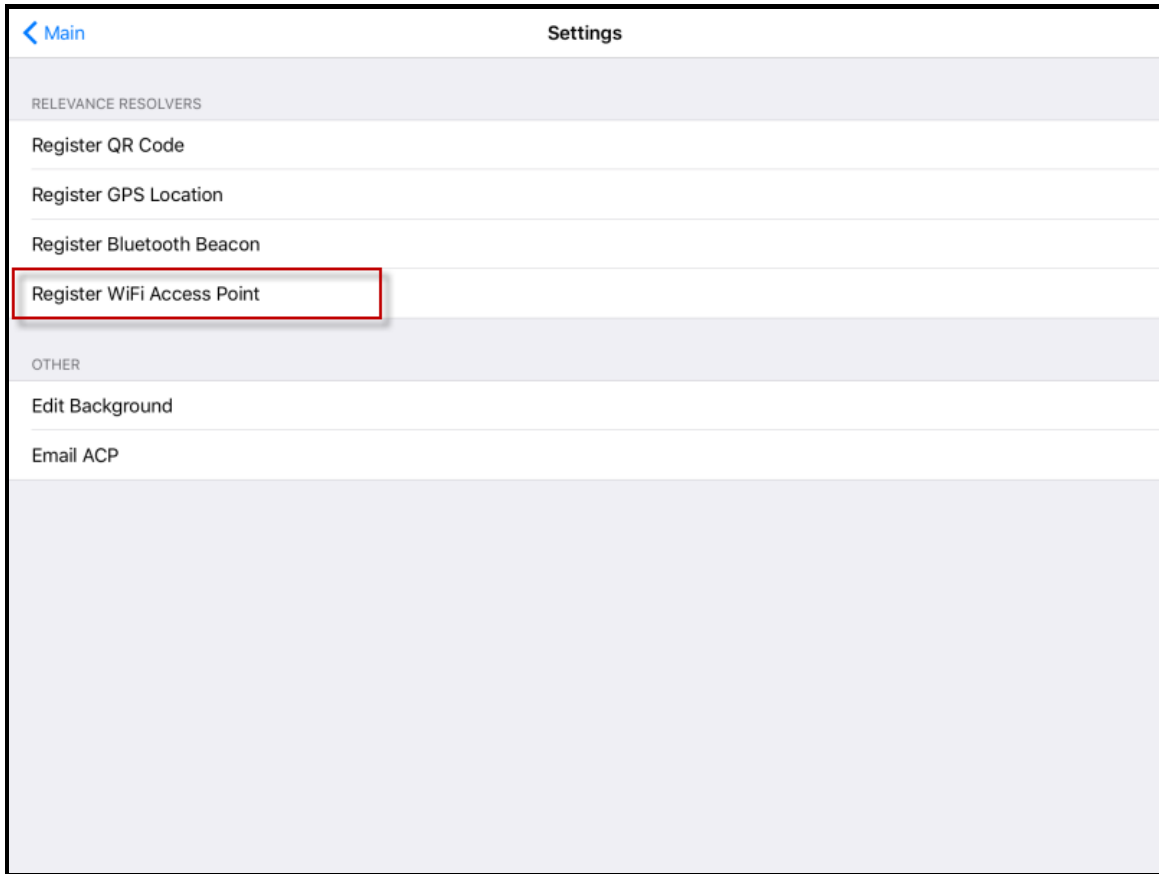 Main
Settings
RELEVANCE RESOLVERS
Register QR Code
Register GPS Location
Register Bluetooth Beacon
Register WiFi Access Point
OTHER
Edit Background
Email ACP